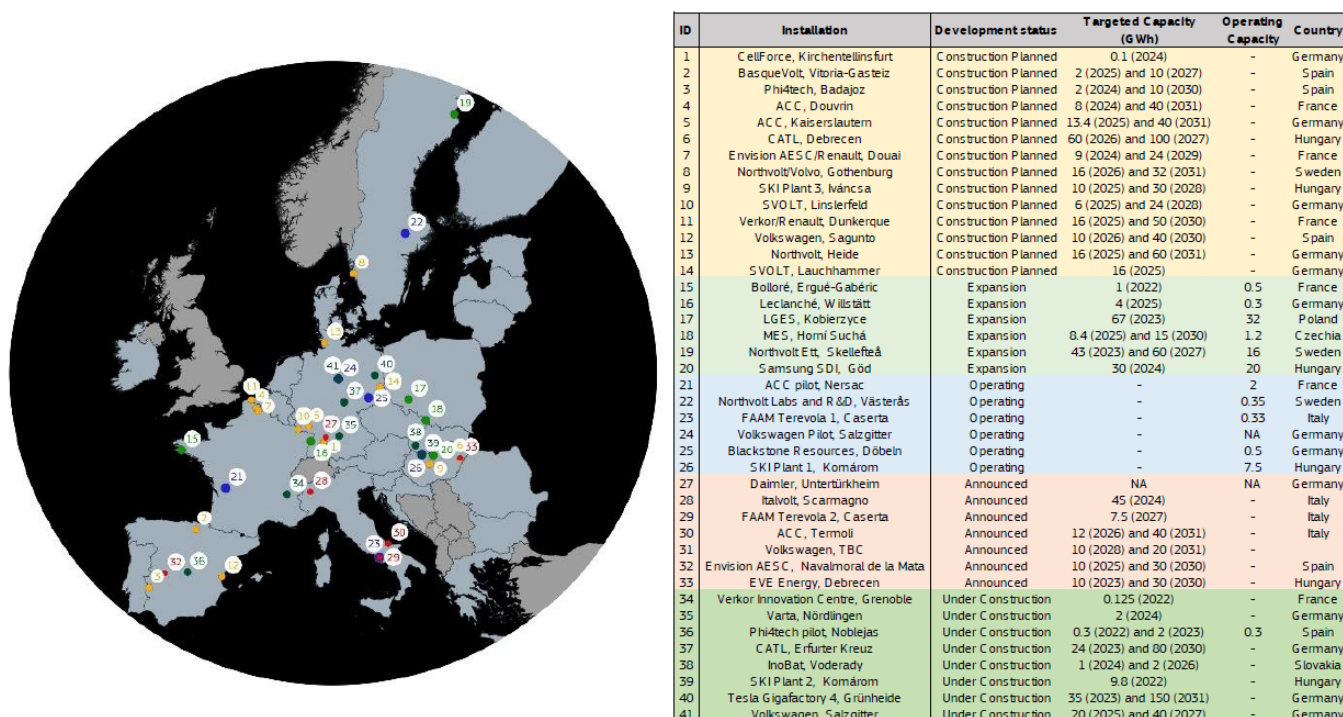 19
22
8
13
41 24 40
14
11 4
7
37 25 17
18
10 5
27 35
15
16 1
38 39 20 6 33
26 9
21
34 28
2
23 30
29
32 36 12
3
ID Installation Development status Targeted Capacity (GWh) Operating Capacity Country
1 CellForce, Kirchentellinsfurt Construction Planned 0.1 (2024) - Germany
2 BasqueVolt, Vitoria-Gasteiz Construction Planned 2 (2025) and 10 (2027) - Spain
3 Phi4tech, Badajoz Construction Planned 2 (2024) and 10 (2030) - Spain
4 ACC, Douvrin Construction Planned 8 (2024) and 40 (2031) - France
5 ACC, Kaiserslautern Construction Planned 13.4 (2025) and 40 (2031) - Germany
6 CATL, Debrecen Construction Planned 60 (2026) and 100 (2027) - Hungary
7 Envision AESC/Renault, Douai Construction Planned 9 (2024) and 24 (2029) - France
8 Northvolt/Volvo, Gothenburg Construction Planned 16 (2026) and 32 (2031) - Sweden
9 SKI Plant 3, Iváncsa Construction Planned 10 (2025) and 30 (2028) - Hungary
10 SVOLT, Linslerfeld Construction Planned 6 (2025) and 24 (2028) - Germany
11 Verkor/Renault, Dunkerque Construction Planned 16 (2025) and 50 (2030) - France
12 Volkswagen, Sagunto Construction Planned 10 (2026) and 40 (2030) - Spain
13 Northvolt, Heide Construction Planned 16 (2025) and 60 (2031) - Germany
14 SVOLT, Lauchhammer Construction Planned 16 (2025) - Germany
15 Bolloré, Ergué-Gabéric Expansion 1 (2022) 0.5 France
16 Leclanché, Willstätt Expansion 4 (2025) 0.3 Germany
17 LGES, Kobierzyce Expansion 67 (2023) 32 Poland
18 MES, Horní Suchá Expansion 8.4 (2025) and 15 (2030) 1.2 Czechia
19 Northvolt Ett, Skellefteå Expansion 43 (2023) and 60 (2027) 16 Sweden
20 Samsung SDI, Göd Expansion 30 (2024) 20 Hungary
21 ACC pilot, Nersac Operating - 2 France
22 Northvolt Labs and R&D, Västerås Operating - 0.35 Sweden
23 FAAM Terevola 1, Caserta Operating - 0.33 Italy
24 Volkswagen Pilot, Salzgitter Operating - NA Germany
25 Blackstone Resources, Döbeln Operating - 0.5 Germany
26 SKI Plant 1, Komárom Operating - 7.5 Hungary
27 Daimler, Untertürkheim Announced NA NA Germany
28 Italvolt, Scarmagno Announced 45 (2024) - Italy
29 FAAM Terevola 2, Caserta Announced 7.5 (2027) - Italy
30 ACC, Termoli Announced 12 (2026) and 40 (2031) - Italy
31 Volkswagen, TBC Announced 10 (2028) and 20 (2031) -
32 Envision AESC, Navalmoral de la Mata Announced 10 (2025) and 30 (2030) - Spain
33 EVE Energy, Debrecen Announced 10 (2023) and 30 (2030) - Hungary
34 Verkor Innovation Centre, Grenoble Under Construction 0.125 (2022) - France
35 Varta, Nördlingen Under Construction 2 (2024) - Germany
36 Phi4tech pilot, Noblejas Under Construction 0.3 (2022) and 2 (2023) 0.3 Spain
37 CATL, Erfurter Kreuz Under Construction 24 (2023) and 80 (2030) - Germany
38 InoBat, Voderady Under Construction 1 (2024) and 2 (2026) - Slovakia
39 SKI Plant 2, Komárom Under Construction 9.8 (2022) - Hungary
40 Tesla Gigafactory 4, Grünheide Under Construction 35 (2023) and 150 (2031) - Germany
41 Volkswagen, Salzgitter Under Construction 20 (2025) and 40 (2027) - Germany